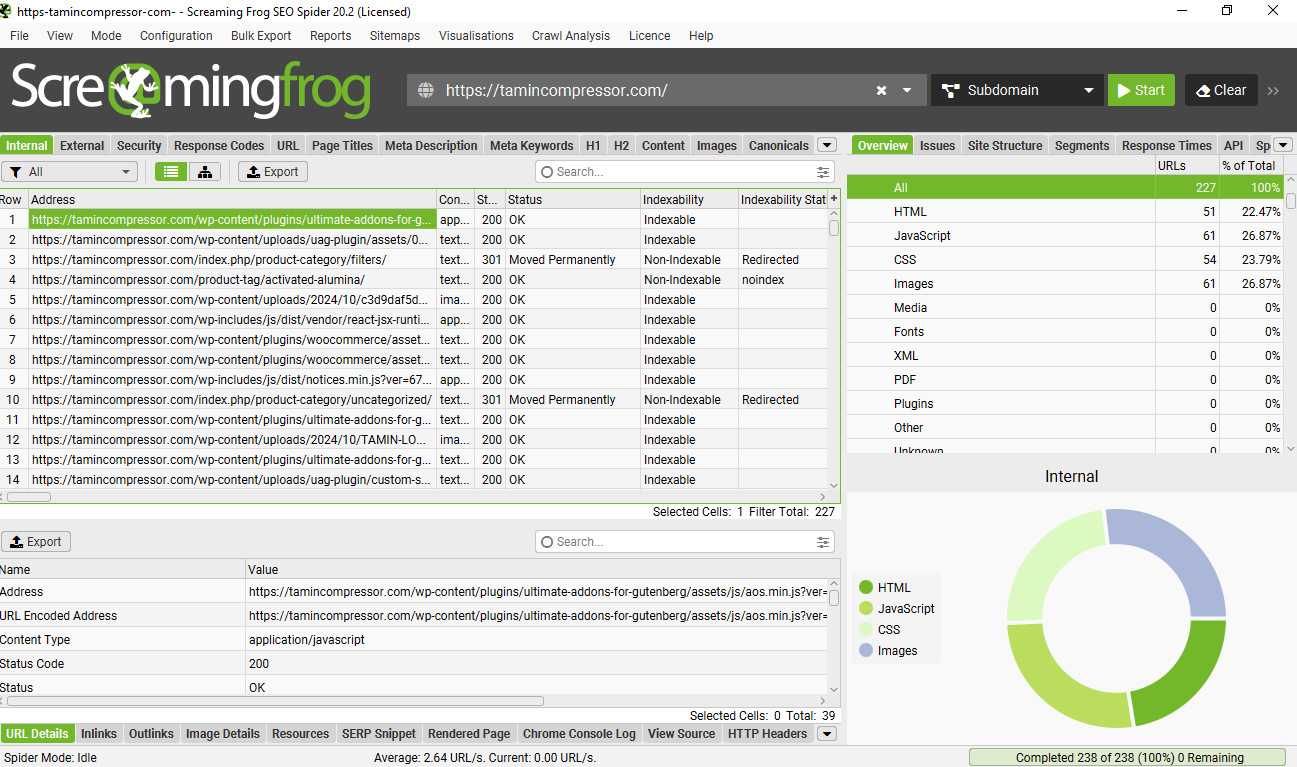 https-tamincompressor-com- - Screaming Frog SEO Spider 20.2 (Licensed)
File View Mode Configuration Bulk Export Reports Sitemaps Visualisations Crawl Analysis Licence Help
Screamingfrog https://tamincompressor.com/ Subdomain Start Clear
Internal External Security Response Codes URL Page Titles Meta Description Meta Keywords H1 H2 Content Images Canonicals
All Export Search...
Row Address Con... St... Status Indexability Indexability Stat
1 https://tamincompressor.com/wp-content/plugins/ultimate-addons-for-g... app... 200 OK Indexable
2 https://tamincompressor.com/wp-content/uploads/uag-plugin/assets/0... text... 200 OK Indexable
3 https://tamincompressor.com/index.php/product-category/filters/ text... 301 Moved Permanently Non-Indexable Redirected
4 https://tamincompressor.com/product-tag/activated-alumina/ text... 200 OK Non-Indexable noindex
5 https://tamincompressor.com/wp-content/uploads/2024/10/c3d9daf5d... ima... 200 OK Indexable
6 https://tamincompressor.com/wp-includes/js/dist/vendor/react-jsx-runti... app... 200 OK Indexable
7 https://tamincompressor.com/wp-content/plugins/woocommerce/asset... text... 200 OK Indexable
8 https://tamincompressor.com/wp-content/plugins/woocommerce/asset... text... 200 OK Indexable
9 https://tamincompressor.com/wp-includes/js/dist/notices.min.js?ver=67... app... 200 OK Indexable
10 https://tamincompressor.com/index.php/product-category/uncategorized/ text... 301 Moved Permanently Non-Indexable Redirected
11 https://tamincompressor.com/wp-content/plugins/ultimate-addons-for-g... text... 200 OK Indexable
12 https://tamincompressor.com/wp-content/uploads/2024/10/TAMIN-LO... ima... 200 OK Indexable
13 https://tamincompressor.com/wp-content/plugins/ultimate-addons-for-g... text... 200 OK Indexable
14 https://tamincompressor.com/wp-content/uploads/uag-plugin/custom-s... text... 200 OK Indexable
Selected Cells: 1 Filter Total: 227
Export Search...
Name Value
Address https://tamincompressor.com/wp-content/plugins/ultimate-addons-for-gutenberg/assets/js/aos.min.js?ver=
URL Encoded Address https://tamincompressor.com/wp-content/plugins/ultimate-addons-for-gutenberg/assets/js/aos.min.js?ver=
Content Type application/javascript
Status Code 200
Status OK
Selected Cells: 0 Total: 39
URL Details Inlinks Outlinks Image Details Resources SERP Snippet Rendered Page Chrome Console Log View Source HTTP Headers
Overview Issues Site Structure Segments Response Times API Sp
URLs % of Total
All 227 100%
HTML 51 22.47%
JavaScript 61 26.87%
CSS 54 23.79%
Images 61 26.87%
Media 0 0%
Fonts 0 0%
XML 0 0%
PDF 0 0%
Plugins 0 0%
Other 0 0%
Unknown 0 0%
Internal
HTML
JavaScript
CSS
Images
Spider Mode: Idle Average: 2.64 URL/s. Current: 0.00 URL/s. Completed 238 of 238 (100%) 0 Remaining